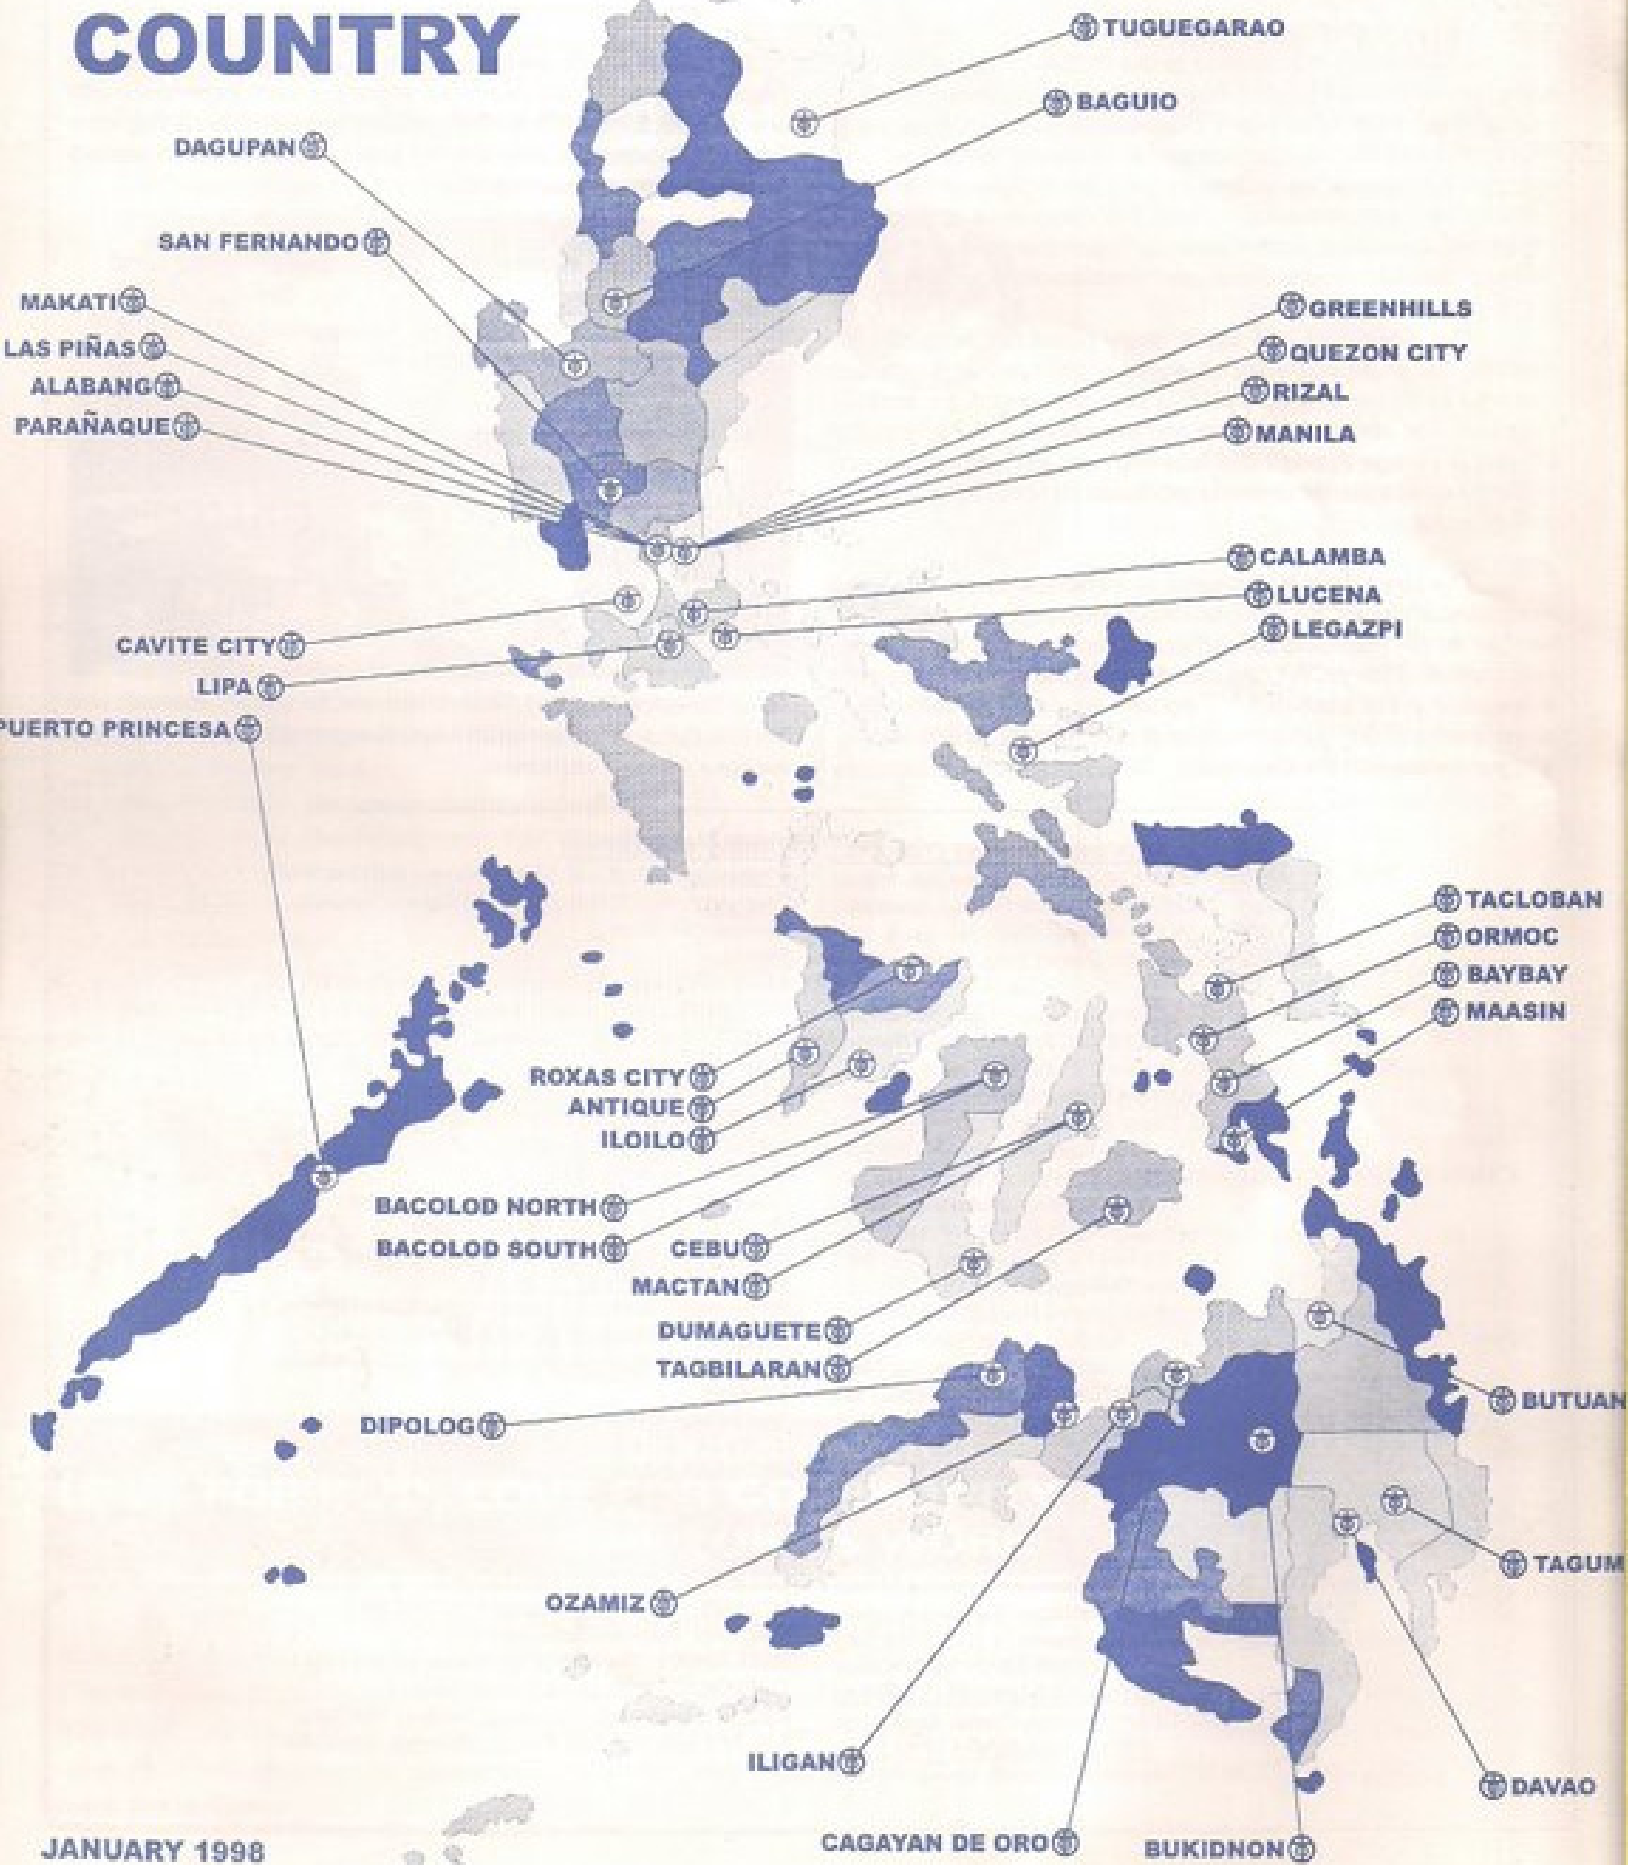 COUNTRY
TUGUEGARAO
BAGUIO
DAGUPAN
SAN FERNANDO
MAKATI
LAS PIÑAS
ALABANG
PARAÑAQUE
GREENHILLS
QUEZON CITY
RIZAL
MANILA
CALAMBA
LUCENA
LEGAZPI
CAVITE CITY
LIPA
PUERTO PRINCESA
TACLOBAN
ORMOC
BAYBAY
MAASIN
ROXAS CITY
ANTIQUE
ILOILO
BACOLOD NORTH
BACOLOD SOUTH
CEBU
MACTAN
DUMAGUETE
TAGBILARAN
DIPOLOG
BUTUAN
TAGUM
OZAMIZ
ILIGAN
DAVAO
CAGAYAN DE ORO
BUKIDNON
JANUARY 1998